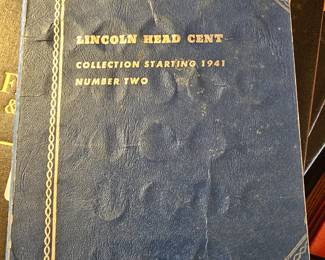 LINCOLN HEAD CENT
COLLECTION STARTING 1941
NUMBER TWO
F
&